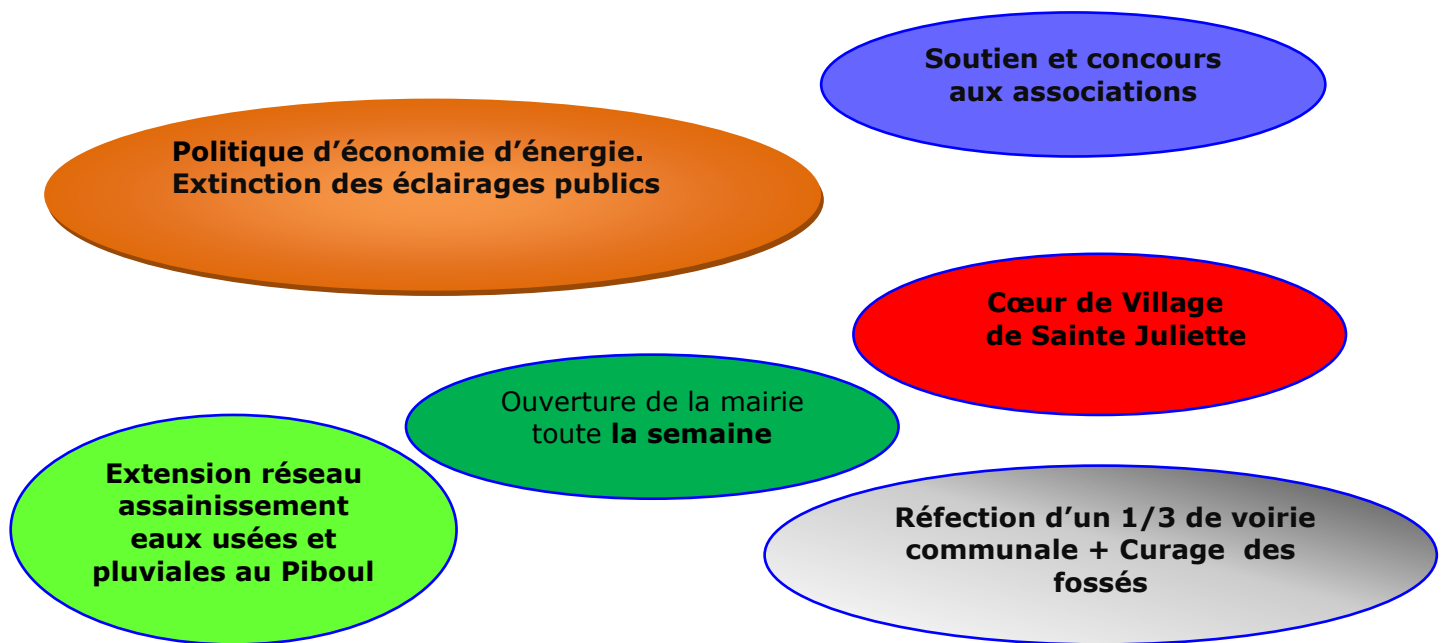 Soutien et concours
aux associations
Politique d’économie d’énergie.
Extinction des éclairages publics
Cœur de Village
de Sainte Juliette
Ouverture de la mairie
toute la semaine
Extension réseau
assainissement
eaux usées et
pluviales au Piboul
Réfection d’un 1/3 de voirie
communale + Curage des
fossés